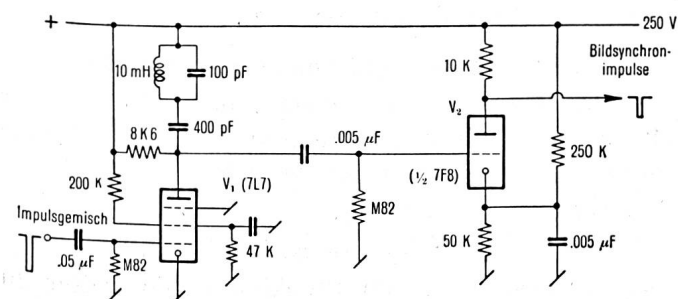 +
250 V
10 mH
100 pF
10 K
Bildsynchron-
impulse
400 pF
V₂
8K6
.005 µF
200 K
V₁ (7L7)
(½ 7F8)
250 K
Impulsgemisch
M82
.05 µF
M82
47 K
50 K
.005 µF